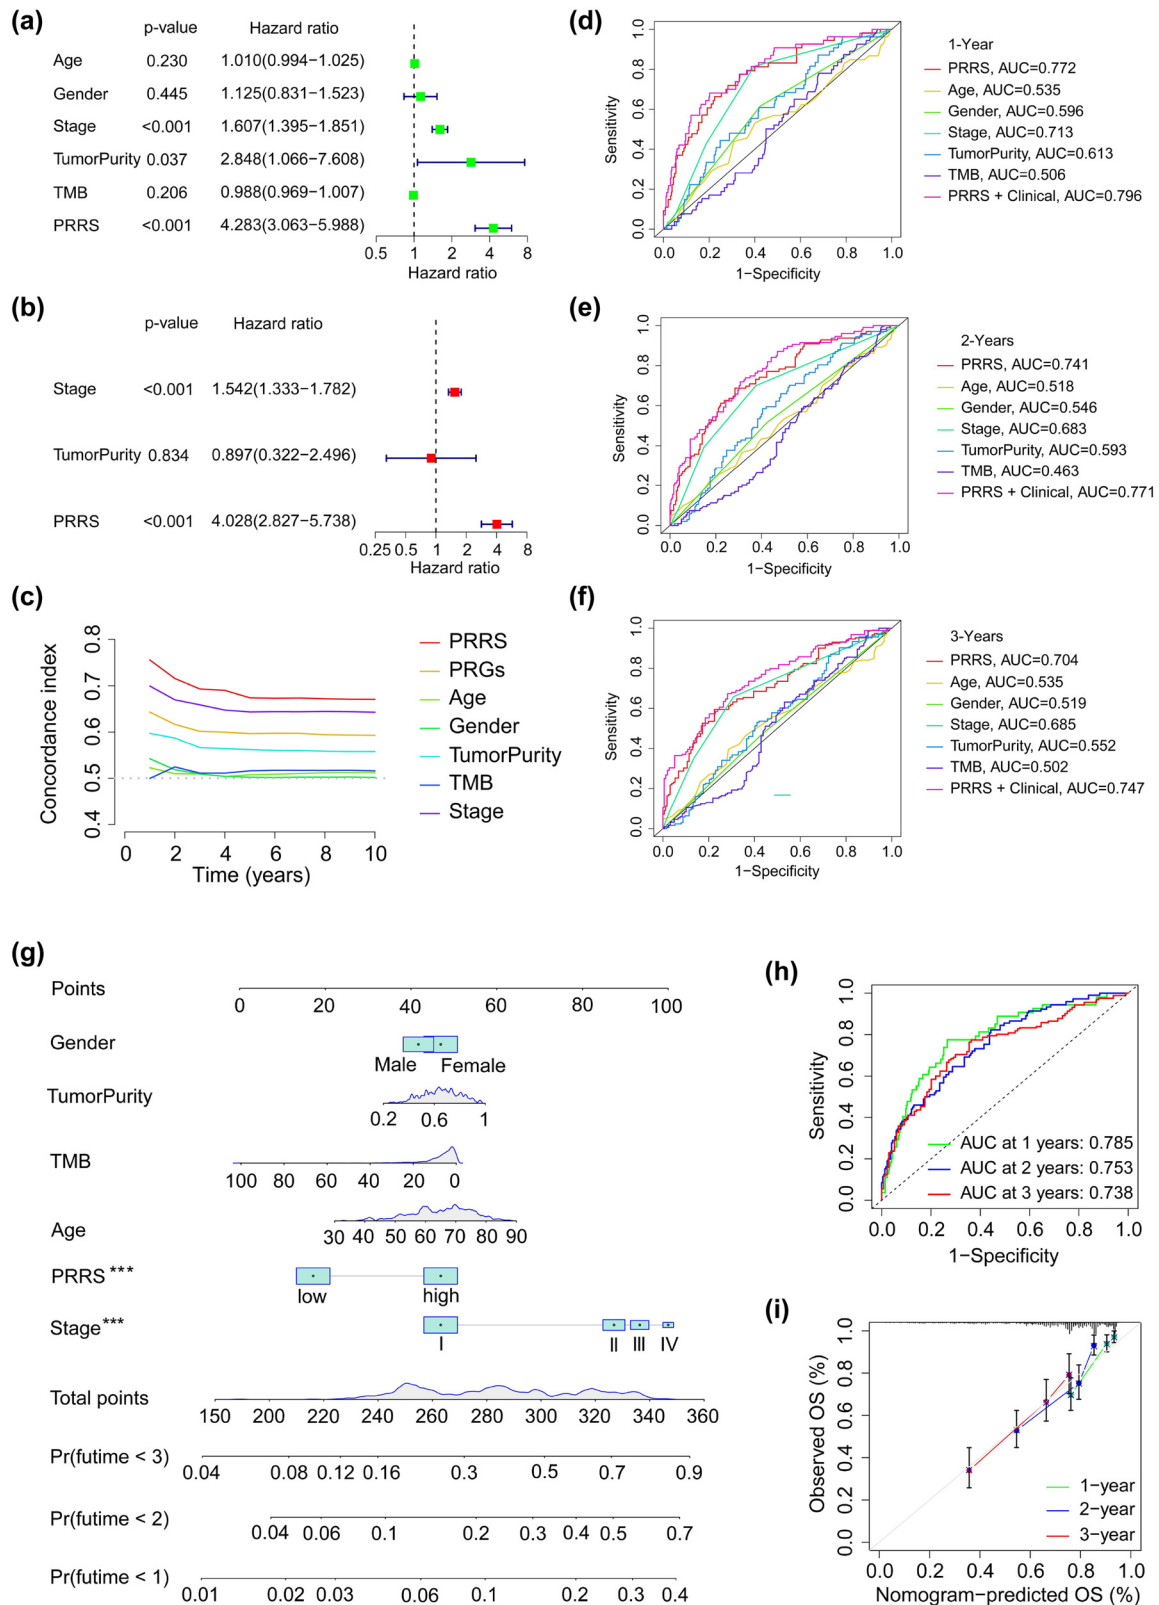 (a)
p-value Hazard ratio
Age 0.230 1.010(0.994−1.025)
Gender 0.445 1.125(0.831−1.523)
Stage <0.001 1.607(1.395−1.851)
TumorPurity 0.037 2.848(1.066−7.608)
TMB 0.206 0.988(0.969−1.007)
PRRS <0.001 4.283(3.063−5.988)
0.5 1 2 4 8
Hazard ratio
(b)
p-value Hazard ratio
Stage <0.001 1.542(1.333−1.782)
TumorPurity 0.834 0.897(0.322−2.496)
PRRS <0.001 4.028(2.827−5.738)
0.25 0.5 1 2 4 8
Hazard ratio
(c)
Concordance index
0.8
0.7
0.6
0.5
0.4
0 2 4 6 8 10
Time (years)
PRRS
PRGs
Age
Gender
TumorPurity
TMB
Stage
(d)
Sensitivity
1.0
0.8
0.6
0.4
0.2
0.0
0.0 0.2 0.4 0.6 0.8 1.0
1−Specificity
1-Year
PRRS, AUC=0.772
Age, AUC=0.535
Gender, AUC=0.596
Stage, AUC=0.713
TumorPurity, AUC=0.613
TMB, AUC=0.506
PRRS + Clinical, AUC=0.796
(e)
Sensitivity
1.0
0.8
0.6
0.4
0.2
0.0
0.0 0.2 0.4 0.6 0.8 1.0
1−Specificity
2-Years
PRRS, AUC=0.741
Age, AUC=0.518
Gender, AUC=0.546
Stage, AUC=0.683
TumorPurity, AUC=0.593
TMB, AUC=0.463
PRRS + Clinical, AUC=0.771
(f)
Sensitivity
1.0
0.8
0.6
0.4
0.2
0.0
0.0 0.2 0.4 0.6 0.8 1.0
1−Specificity
3-Years
PRRS, AUC=0.704
Age, AUC=0.535
Gender, AUC=0.519
Stage, AUC=0.685
TumorPurity, AUC=0.552
TMB, AUC=0.502
PRRS + Clinical, AUC=0.747
(g)
Points
0 20 40 60 80 100
Gender
Male Female
TumorPurity
0.2 0.6 1
TMB
100 80 60 40 20 0
Age
30 40 50 60 70 80 90
PRRS***
low high
Stage***
I II III IV
Total points
150 200 220 240 260 280 300 320 340 360
Pr(futime < 3)
0.04 0.08 0.12 0.16 0.3 0.5 0.7 0.9
Pr(futime < 2)
0.04 0.06 0.1 0.2 0.3 0.4 0.5 0.7
Pr(futime < 1)
0.01 0.02 0.03 0.06 0.1 0.2 0.3 0.4
(h)
Sensitivity
1.0
0.8
0.6
0.4
0.2
0.0
AUC at 1 years: 0.785
AUC at 2 years: 0.753
AUC at 3 years: 0.738
0.0 0.2 0.4 0.6 0.8 1.0
1−Specificity
(i)
Observed OS (%)
1.0
0.8
0.6
0.4
0.2
0.0
1−year
2−year
3−year
0.0 0.2 0.4 0.6 0.8 1.0
Nomogram−predicted OS (%)